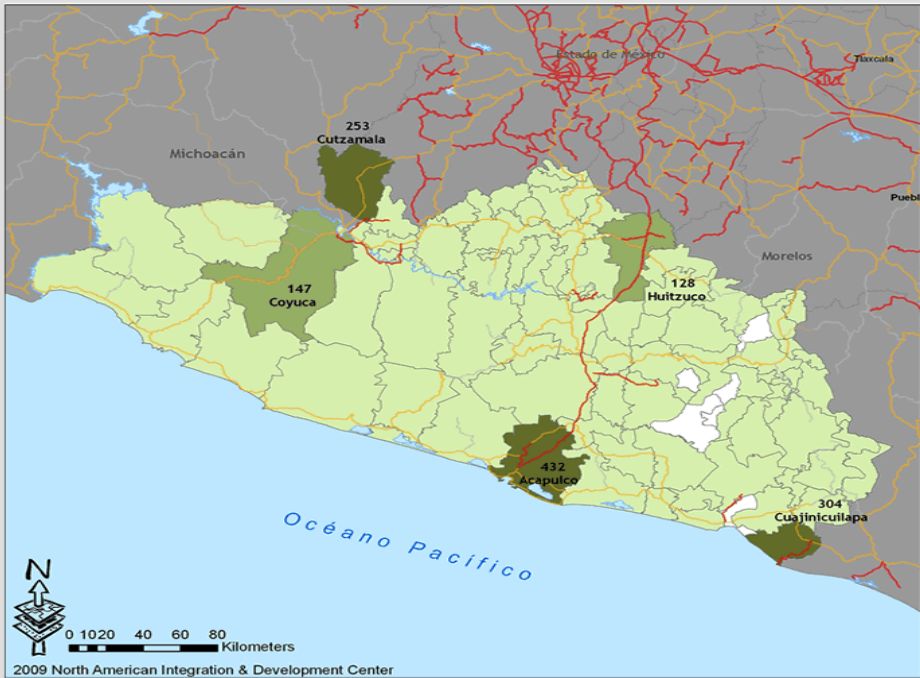 Estado de México
Tlaxcala
253
Cutzamala
Michoacán
Puebl
Morelos
147
Coyuca
128
Huitzuco
432
Acapulco
304
Cuajinicuilapa
Océano Pacífico
N
0 1020 40 60 80
Kilometers
2009 North American Integration & Development Center